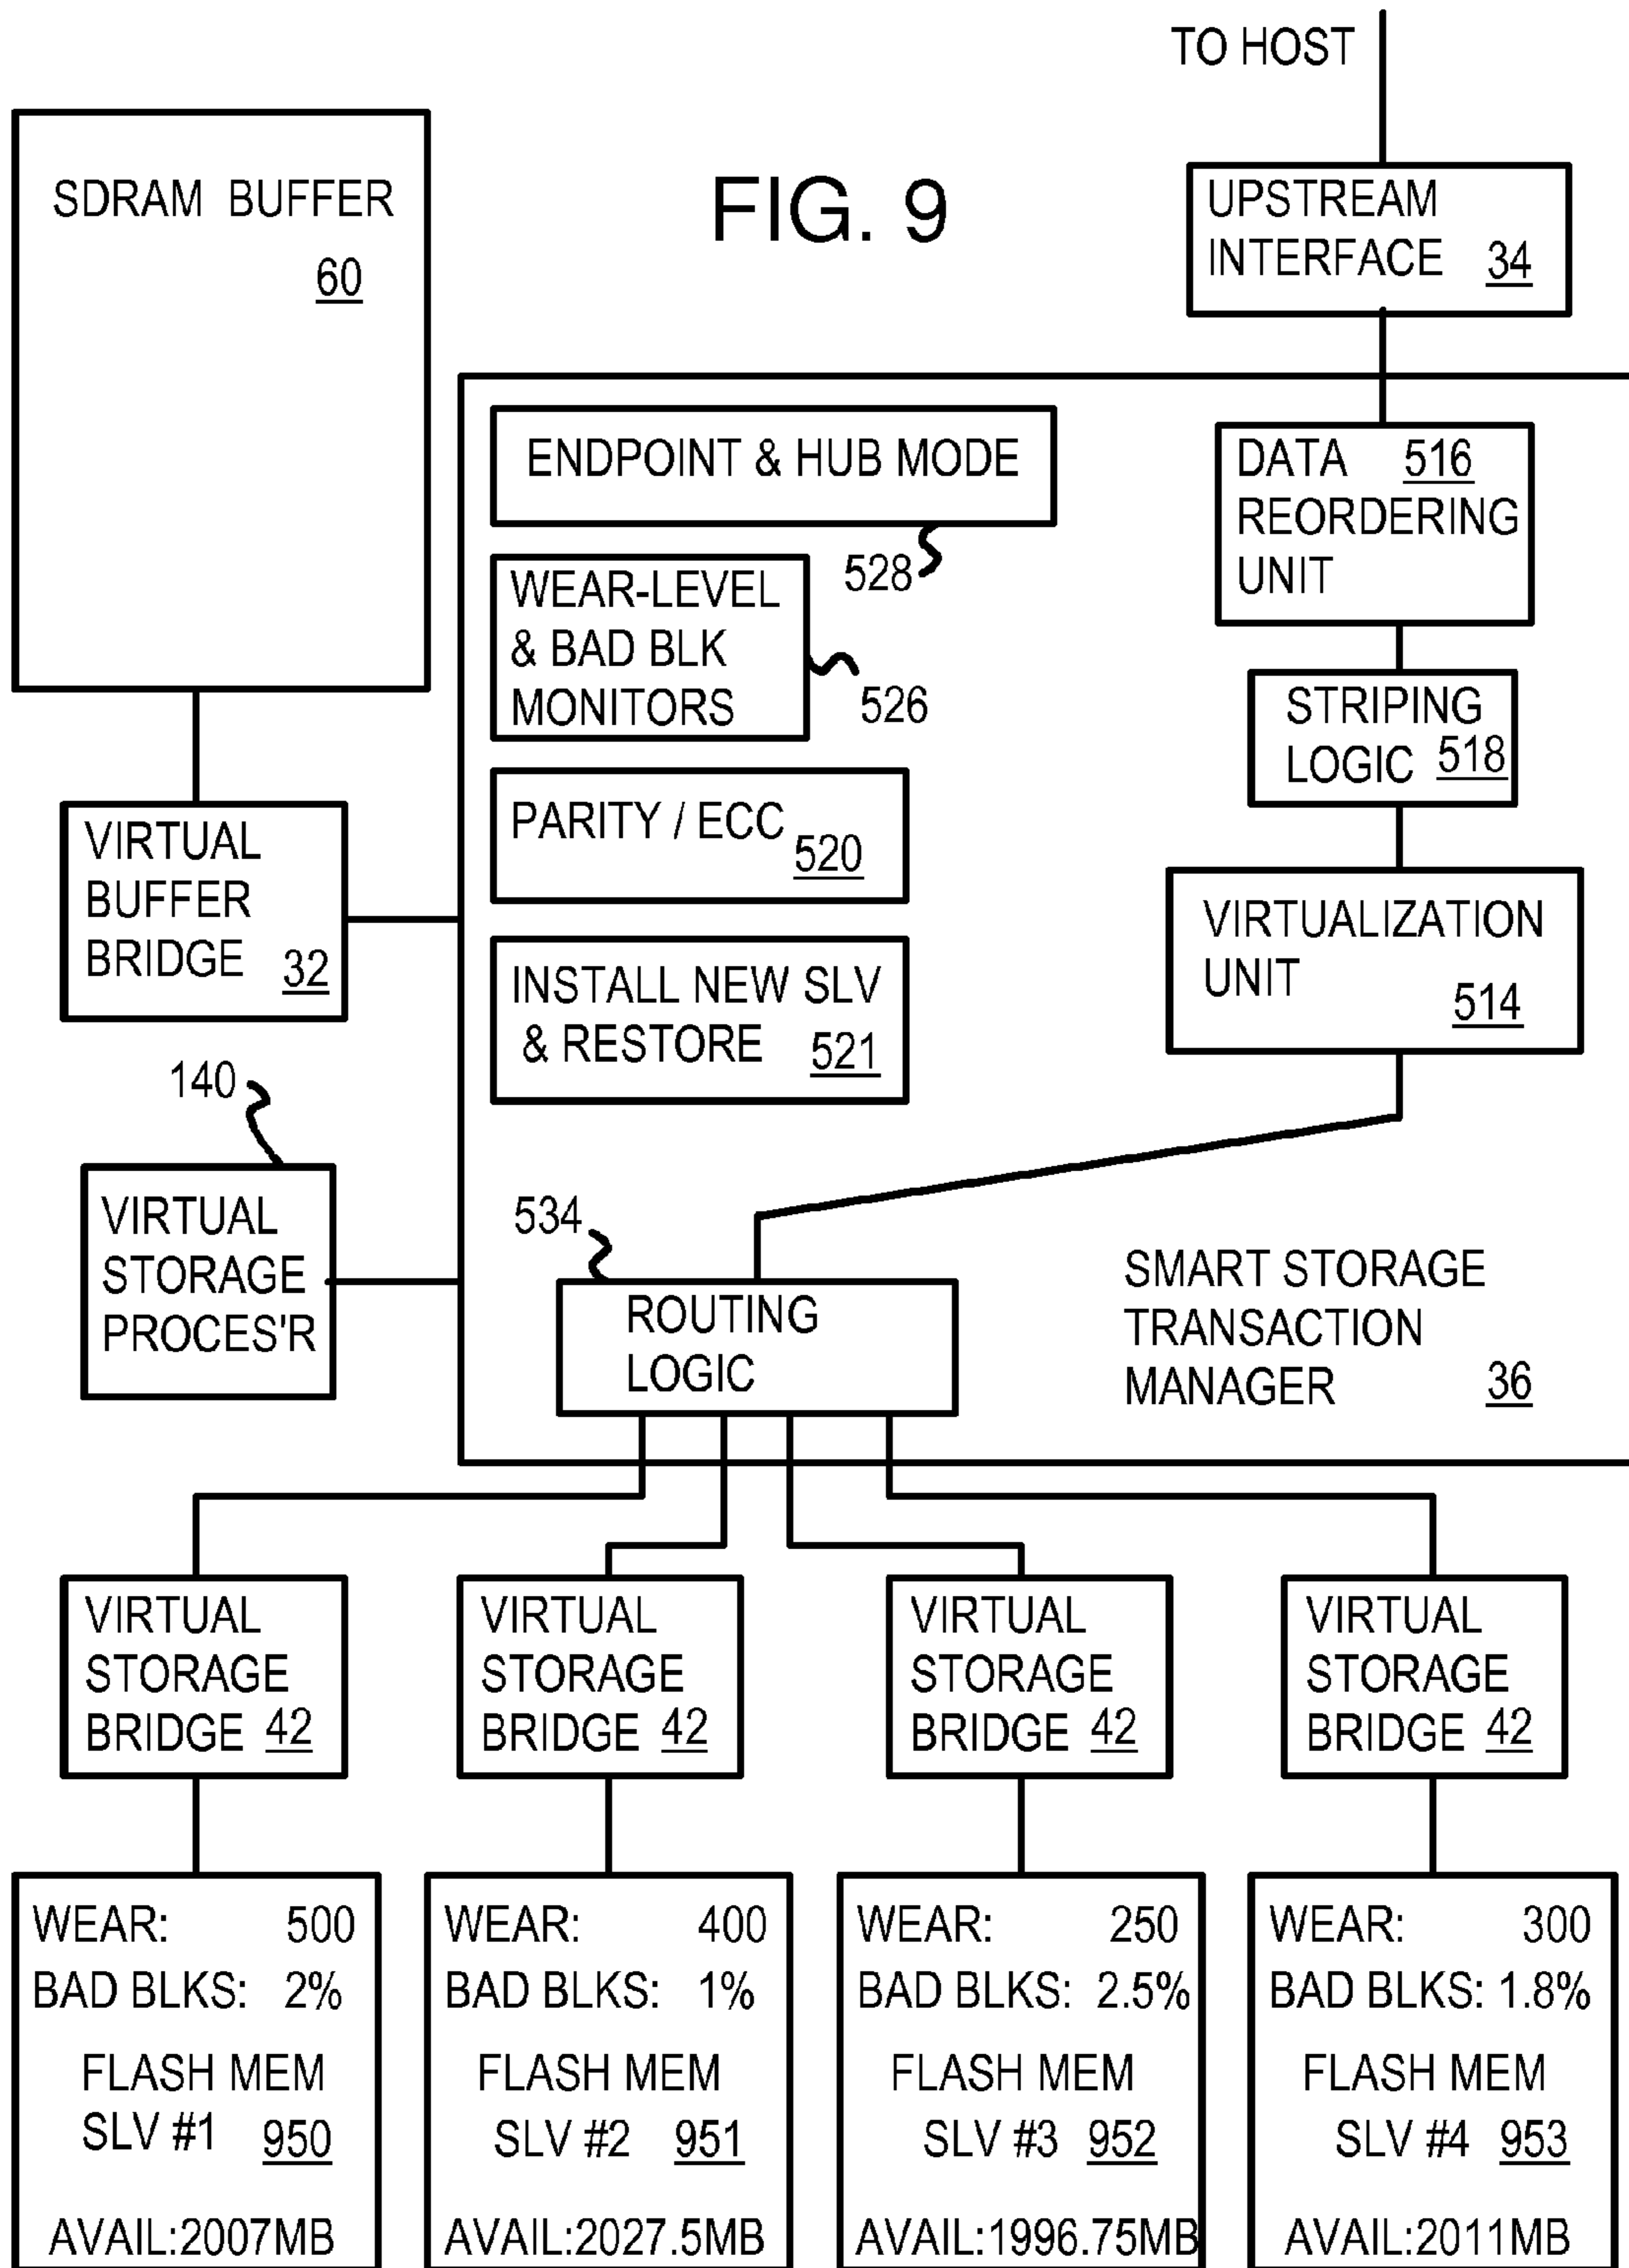 TO HOST
SDRAM BUFFER
60
FIG. 9
UPSTREAM
INTERFACE 34
ENDPOINT & HUB MODE
528
DATA 516
REORDERING
UNIT
WEAR-LEVEL
& BAD BLK
MONITORS
526
STRIPING
LOGIC 518
PARITY / ECC 520
VIRTUAL
BUFFER
BRIDGE 32
VIRTUALIZATION
UNIT
514
INSTALL NEW SLV
& RESTORE 521
140
VIRTUAL
STORAGE
PROCES'R
534
ROUTING
LOGIC
SMART STORAGE
TRANSACTION
MANAGER 36
VIRTUAL
STORAGE
BRIDGE 42
VIRTUAL
STORAGE
BRIDGE 42
VIRTUAL
STORAGE
BRIDGE 42
VIRTUAL
STORAGE
BRIDGE 42
WEAR: 500
BAD BLKS: 2%
FLASH MEM
SLV #1 950
AVAIL:2007MB
WEAR: 400
BAD BLKS: 1%
FLASH MEM
SLV #2 951
AVAIL:2027.5MB
WEAR: 250
BAD BLKS: 2.5%
FLASH MEM
SLV #3 952
AVAIL:1996.75MB
WEAR: 300
BAD BLKS: 1.8%
FLASH MEM
SLV #4 953
AVAIL:2011MB